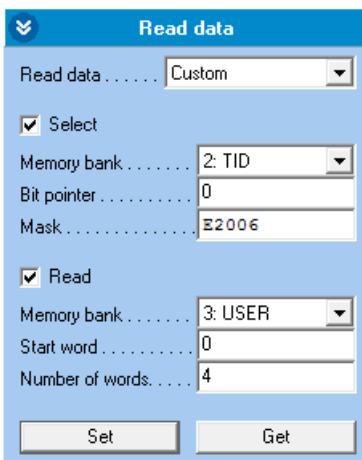 Read data
Read data . . . . . . Custom
Select
Memory bank . . . . . . . 2: TID
Bit pointer . . . . . . . . . . 0
Mask . . . . . . . . . . . . . . E2006
Read
Memory bank . . . . . . . 3: USER
Start word . . . . . . . . . . 0
Number of words. . . . . 4
Set Get